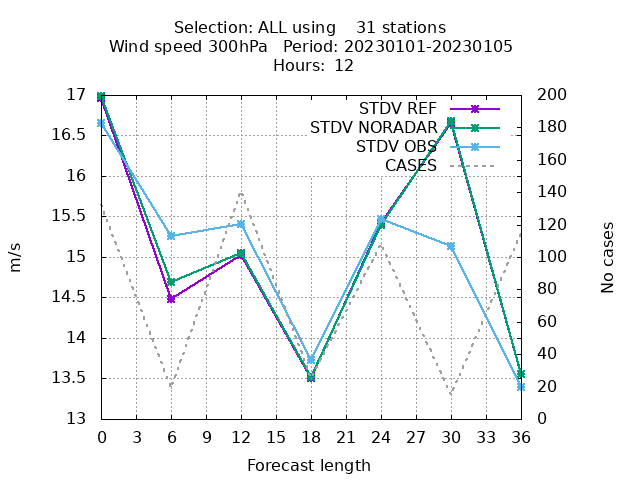 Selection: ALL using    31 stations
Wind speed 300hPa   Period: 20230101-20230105
Hours:  12
17
16.5
16
15.5
15
14.5
14
13.5
13
m/s
STDV REF
STDV NORADAR
STDV OBS
CASES
200
180
160
140
120
100
80
60
40
20
0
No cases
0 3 6 9 12 15 18 21 24 27 30 33 36
Forecast length